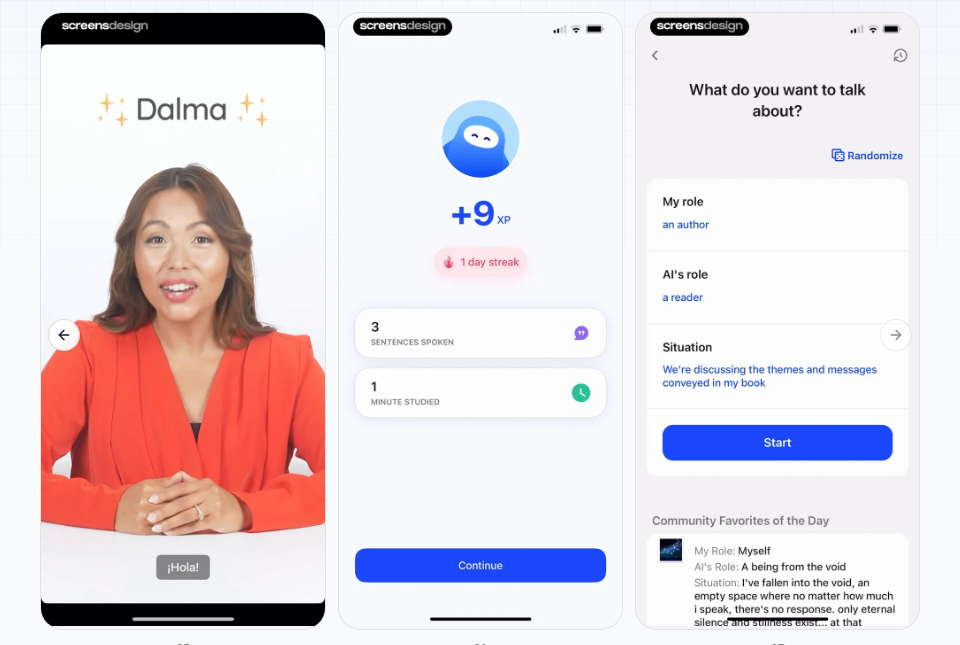 screensdesign
Dalma
¡Hola!
screensdesign
+9 XP
1 day streak
3
SENTENCES SPOKEN
1
MINUTE STUDIED
Continue
screensdesign
What do you want to talk
about?
Randomize
My role
an author
AI's role
a reader
Situation
We're discussing the themes and messages
conveyed in my book
Start
Community Favorites of the Day
My Role: Myself
AI's Role: A being from the void
Situation: I've fallen into the void, an
empty space where no matter how much
i speak, there's no response. only eternal
silence and stillness exist... at that